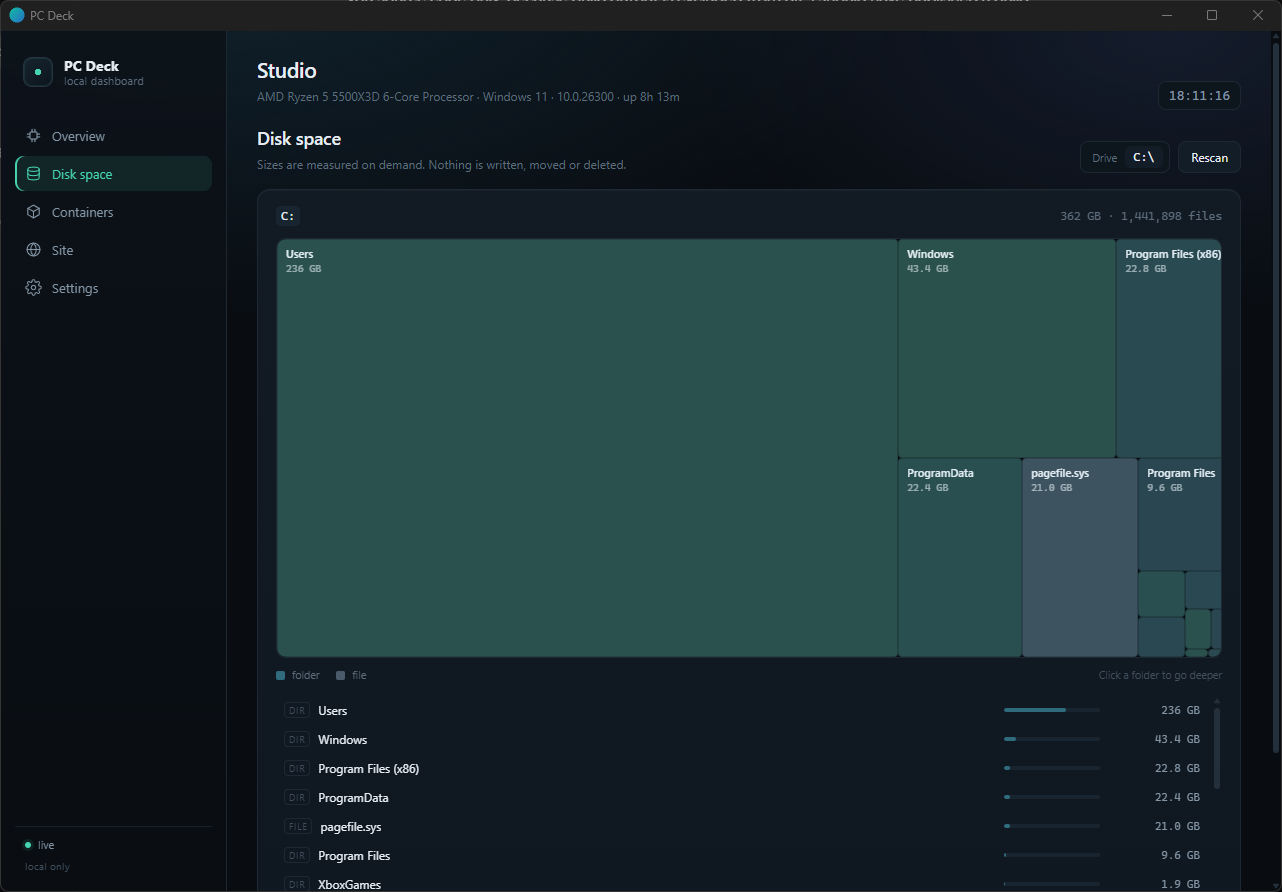 PC Deck
PC Deck
local dashboard
Overview
Disk space
Containers
Site
Settings
live
local only
Studio
AMD Ryzen 5 5500X3D 6-Core Processor · Windows 11 · 10.0.26300 · up 8h 13m
18:11:16
Disk space
Sizes are measured on demand. Nothing is written, moved or deleted.
Drive C:\
Rescan
C:
362 GB · 1,441,898 files
Users
236 GB
Windows
43.4 GB
Program Files (x86)
22.8 GB
ProgramData
22.4 GB
pagefile.sys
21.0 GB
Program Files
9.6 GB
folder file
Click a folder to go deeper
DIR Users 236 GB
DIR Windows 43.4 GB
DIR Program Files (x86) 22.8 GB
DIR ProgramData 22.4 GB
FILE pagefile.sys 21.0 GB
DIR Program Files 9.6 GB
DIR XboxGames 1.9 GB